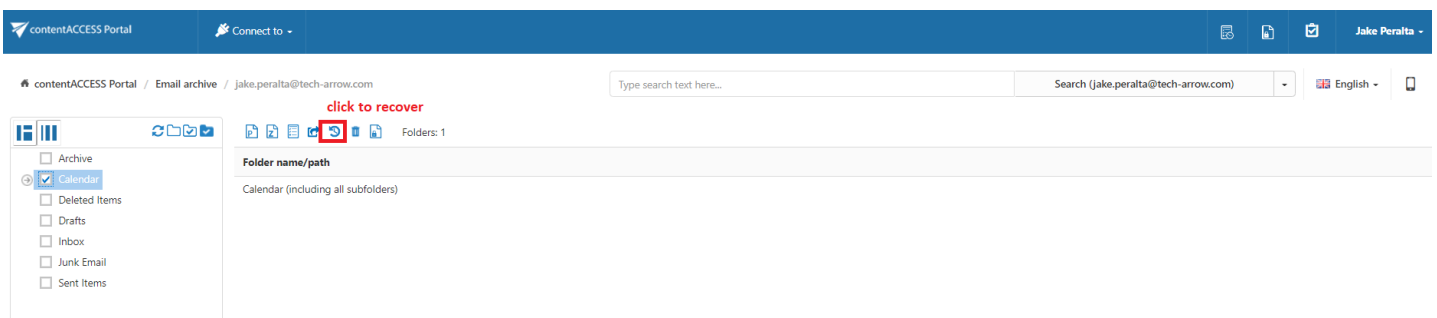 contentACCESS Portal
Connect to
Jake Peralta
contentACCESS Portal / Email archive / jake.peralta@tech-arrow.com
Type search text here...
Search (jake.peralta@tech-arrow.com)
English
click to recover
Folders: 1
Archive
Calendar
Deleted Items
Drafts
Inbox
Junk Email
Sent Items
Folder name/path
Calendar (including all subfolders)